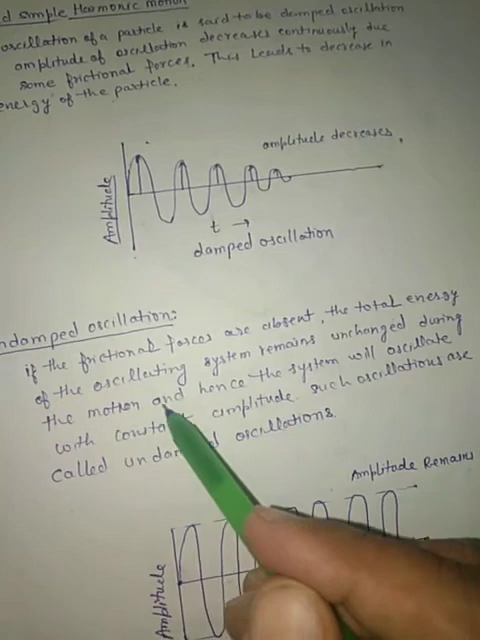 d simple Harmonic motion
oscillation of a particle is said to be damped oscillation
amplitude of oscillation decreases continuously due
some frictional forces. This Leads to decrease in
energy of the particle.
amplitude decreases.
Amplitude
t →
damped oscillation
ndamped oscillation:
if the frictional forces are absent, the total energy
of the oscillating system remains unchanged during
the motion and hence the system will oscillate
with amplitude. such oscillations are
called oscillations.
Amplitude Remains
Amplitude